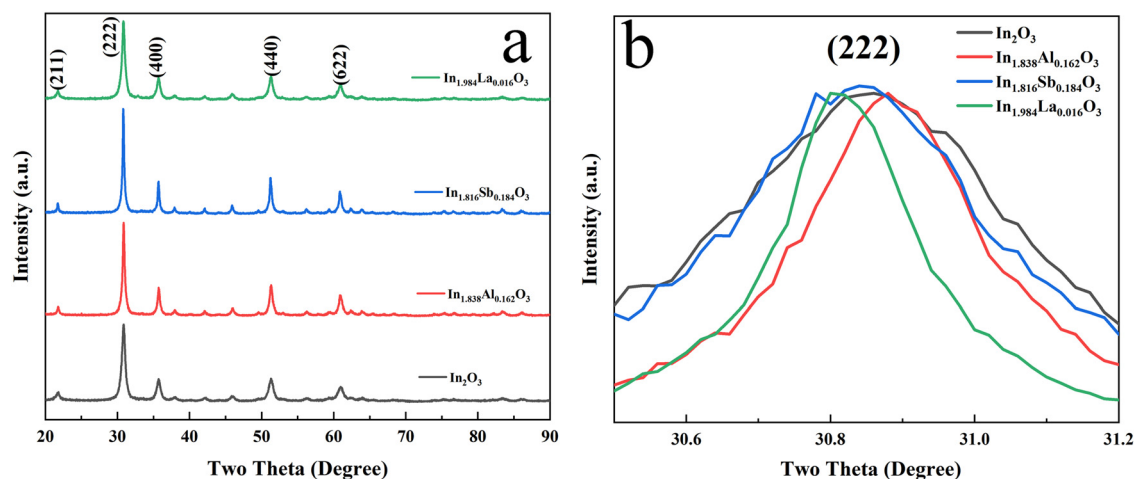 a
(211)
(222)
(400)
(440)
(622)
In₁.₉₈₄La₀.₀₁₆O₃
In₁.₈₁₆Sb₀.₁₈₄O₃
In₁.₈₃₈Al₀.₁₆₂O₃
In₂O₃
Intensity (a.u.)
20 30 40 50 60 70 80 90
Two Theta (Degree)
b
(222)
In₂O₃
In₁.₈₃₈Al₀.₁₆₂O₃
In₁.₈₁₆Sb₀.₁₈₄O₃
In₁.₉₈₄La₀.₀₁₆O₃
Intensity (a.u.)
30.6 30.8 31.0 31.2
Two Theta (Degree)